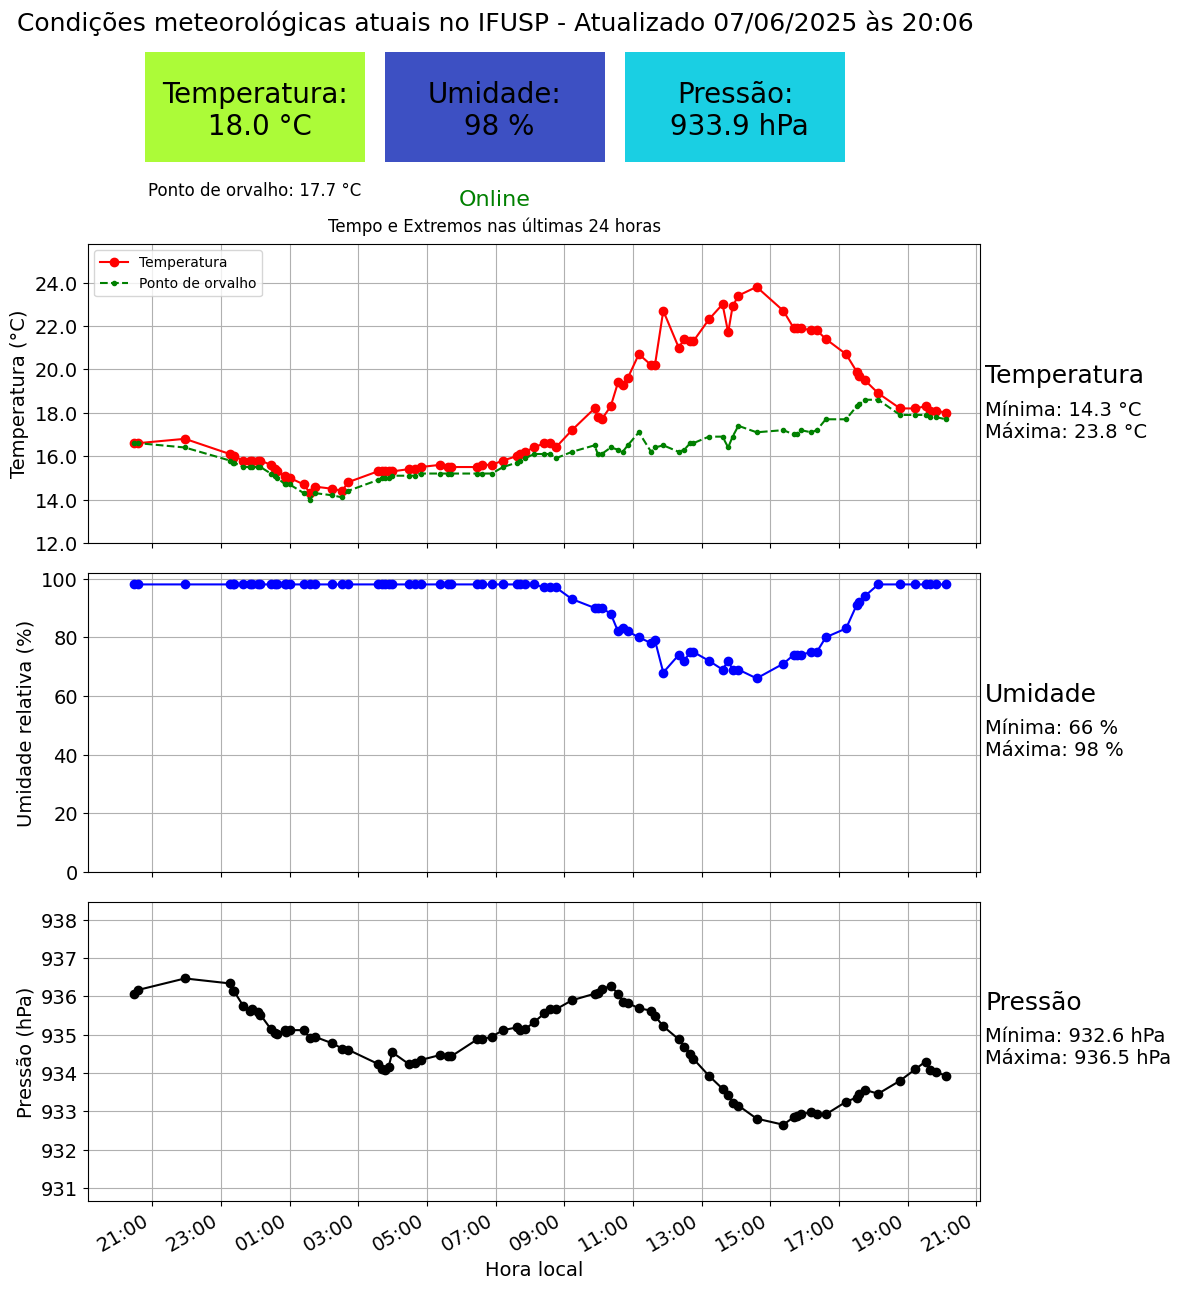 Condições meteorológicas atuais no IFUSP - Atualizado 07/06/2025 às 20:06
Temperatura:
18.0 °C
Umidade:
98 %
Pressão:
933.9 hPa
Ponto de orvalho: 17.7 °C
Online
Tempo e Extremos nas últimas 24 horas
Temperatura
Ponto de orvalho
Temperatura (°C)
24.0
22.0
20.0
18.0
16.0
14.0
12.0
Temperatura
Mínima: 14.3 °C
Máxima: 23.8 °C
Umidade relativa (%)
100
80
60
40
20
0
Umidade
Mínima: 66 %
Máxima: 98 %
Pressão (hPa)
938
937
936
935
934
933
932
931
Pressão
Mínima: 932.6 hPa
Máxima: 936.5 hPa
21:00 23:00 01:00 03:00 05:00 07:00 09:00 11:00 13:00 15:00 17:00 19:00 21:00
Hora local